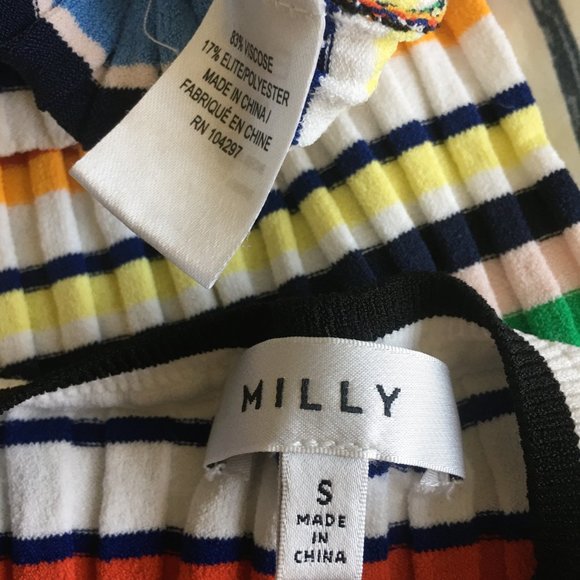 83% VISCOSE
17% ELITE/POLYESTER
MADE IN CHINA /
FABRIQUÉ EN CHINE
RN 104297
MILLY
S
MADE
IN
CHINA